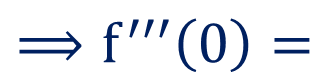 ⟹ f′′′(0) =